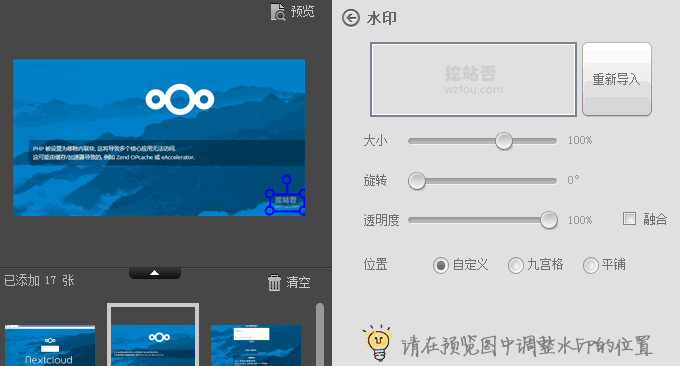 预览
PHP 被设置为移除内联块, 这将导致多个核心应用无法访问.
这可能由缓存/加速器导致的, 例如 Zend OPcache 或 eAccelerator.
挖站否
已添加 17 张
清空
Nextcloud
水印
挖站否
wzfou.com
重新导入
大小
100%
旋转
0°
透明度
100%
融合
位置
自定义
九宫格
平铺
请在预览图中调整水印的位置